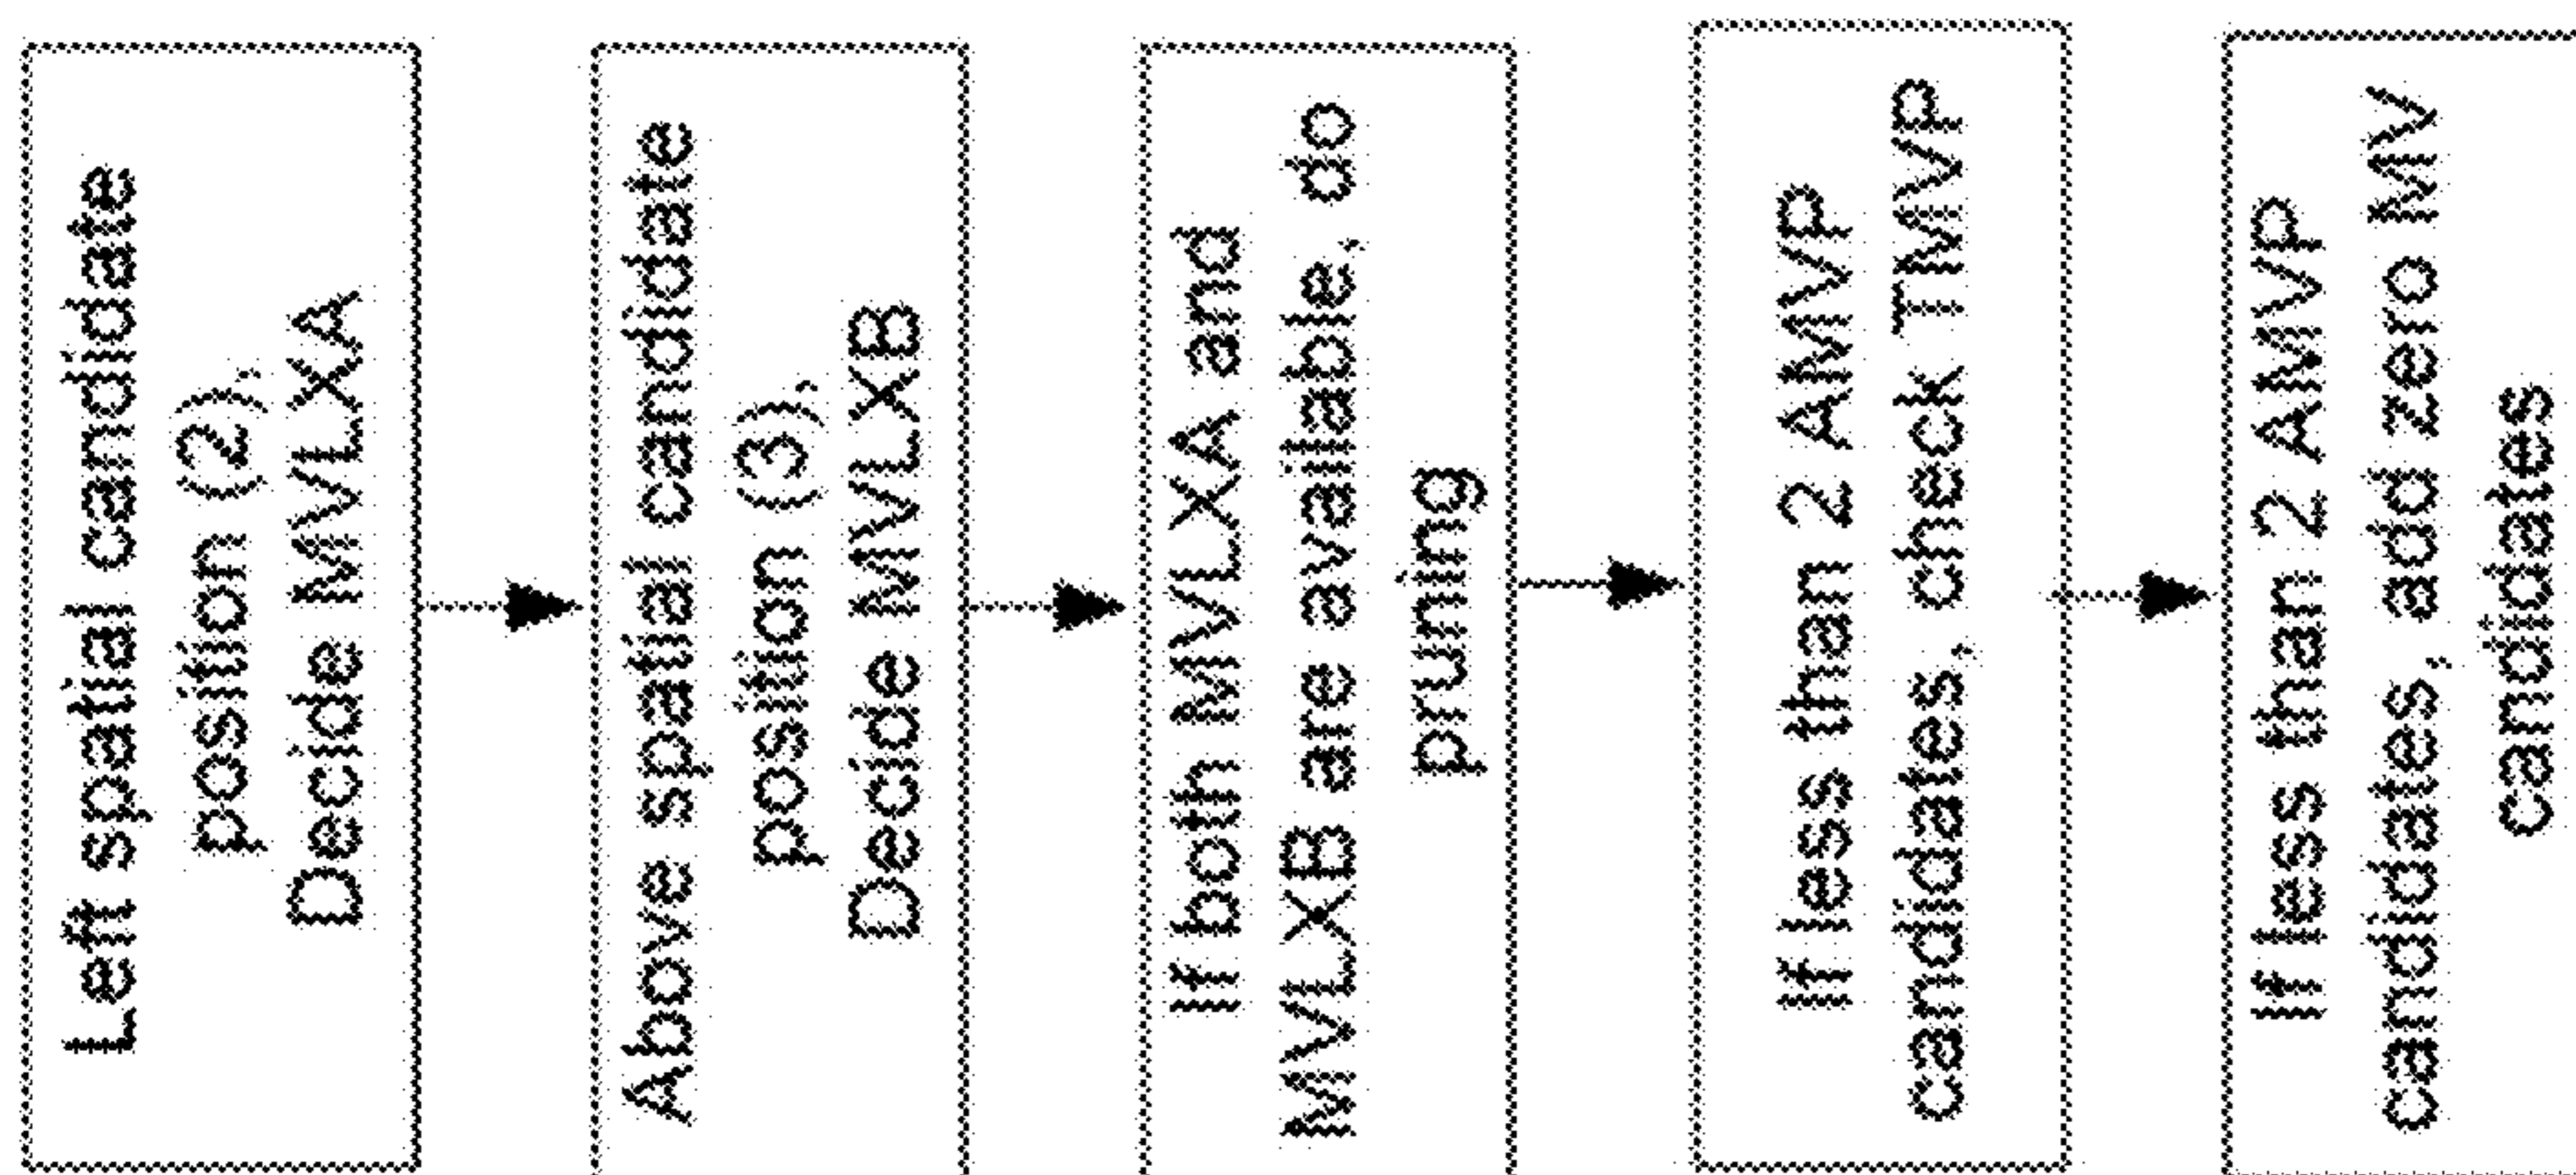 Left spatial candidate
position (2),
Decide MVLXA
Above spatial candidate
position (3),
Decide MVLXB
If both MVLXA and
MVLXB are available, do
pruning
If less than 2 AMVP
candidates, check TMVP
If less than 2 AMVP
candidates, add zero MV
candidates